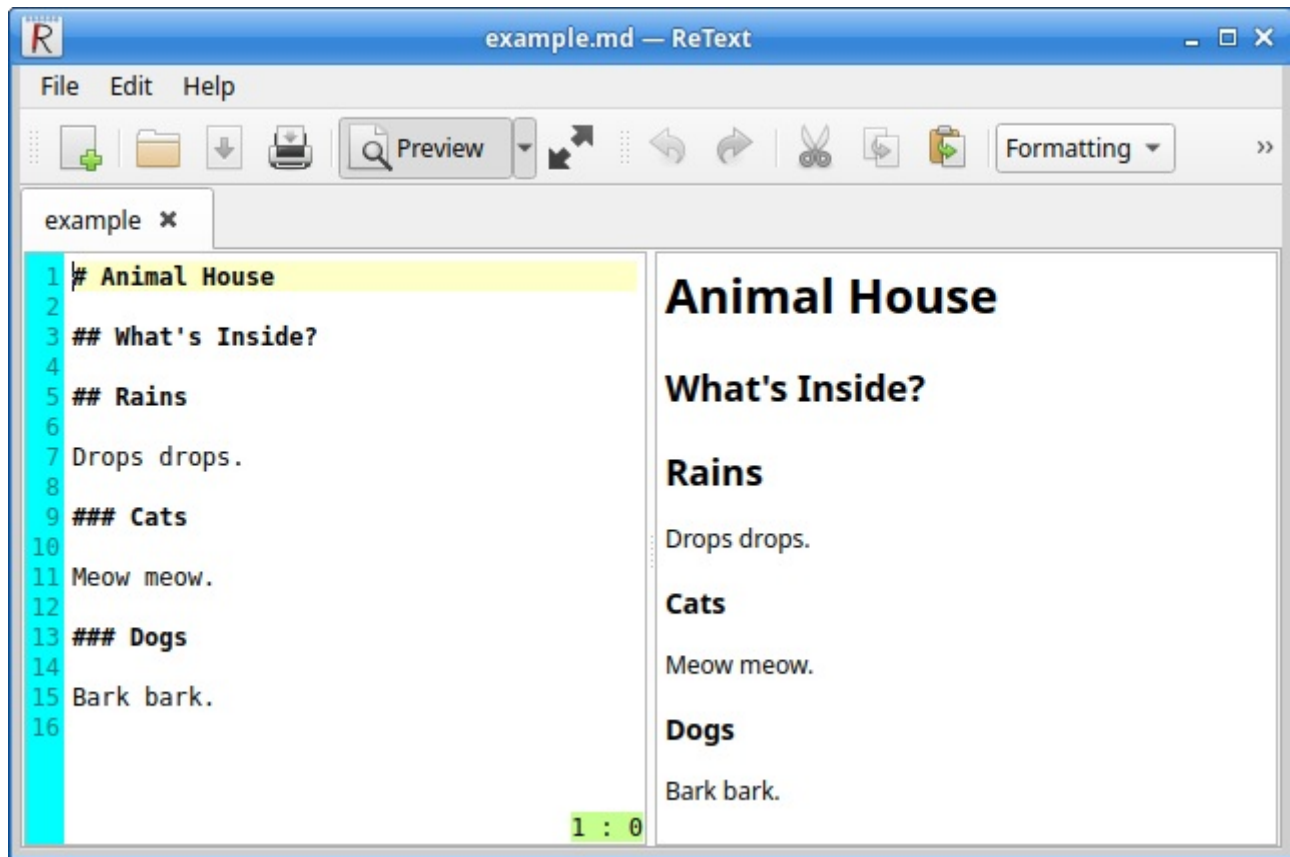 example.md — ReText
File Edit Help
Preview Formatting »
example ✖
1 # Animal House
2
3 ## What's Inside?
4
5 ## Rains
6
7 Drops drops.
8
9 ### Cats
10
11 Meow meow.
12
13 ### Dogs
14
15 Bark bark.
16
1 : 0
Animal House
What's Inside?
Rains
Drops drops.
Cats
Meow meow.
Dogs
Bark bark.